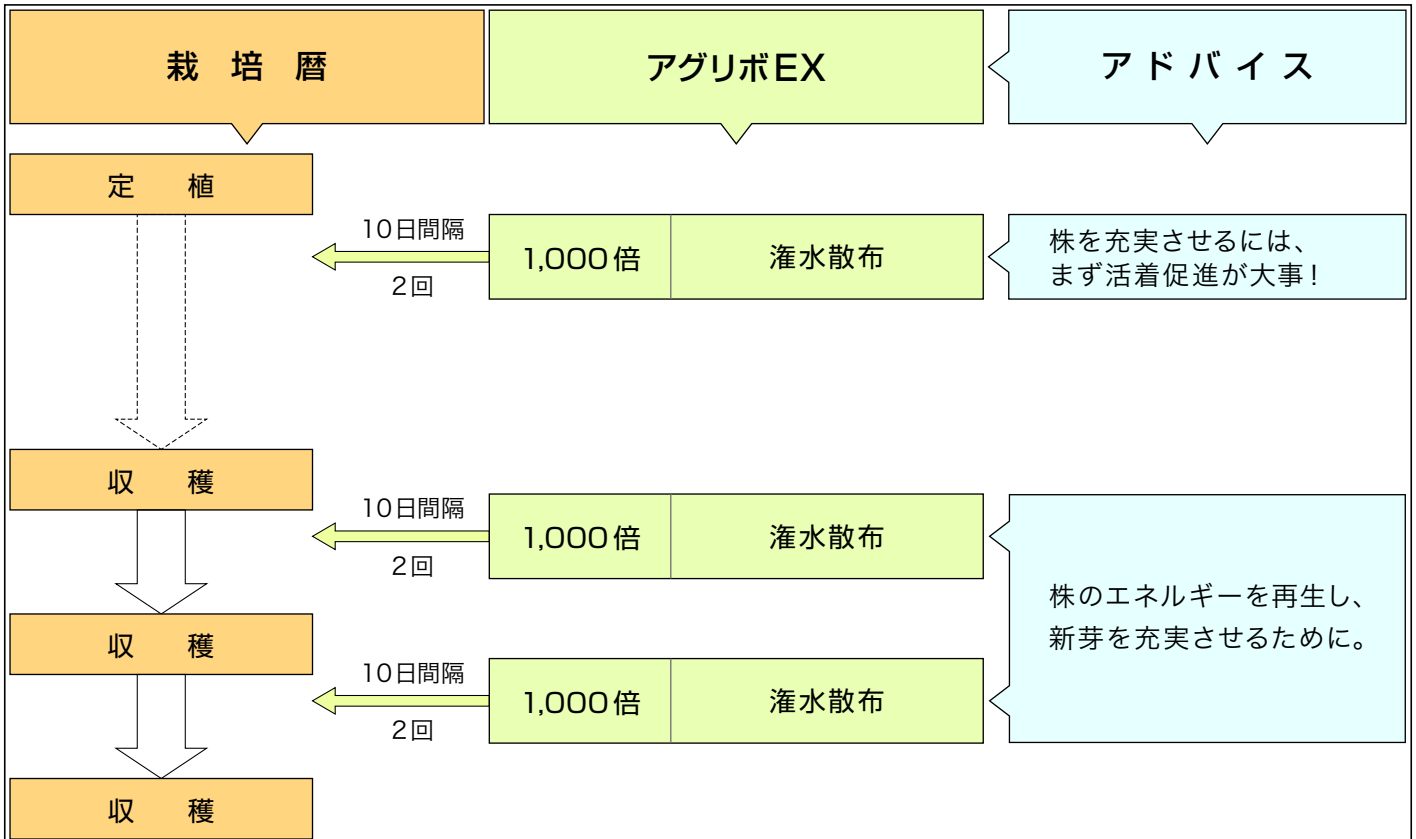 栽培暦
アグリボEX
アドバイス
定植
10日間隔
2回
1,000倍
潅水散布
株を充実させるには、
まず活着促進が大事！
収穫
10日間隔
2回
1,000倍
潅水散布
株のエネルギーを再生し、
新芽を充実させるために。
収穫
10日間隔
2回
1,000倍
潅水散布
収穫